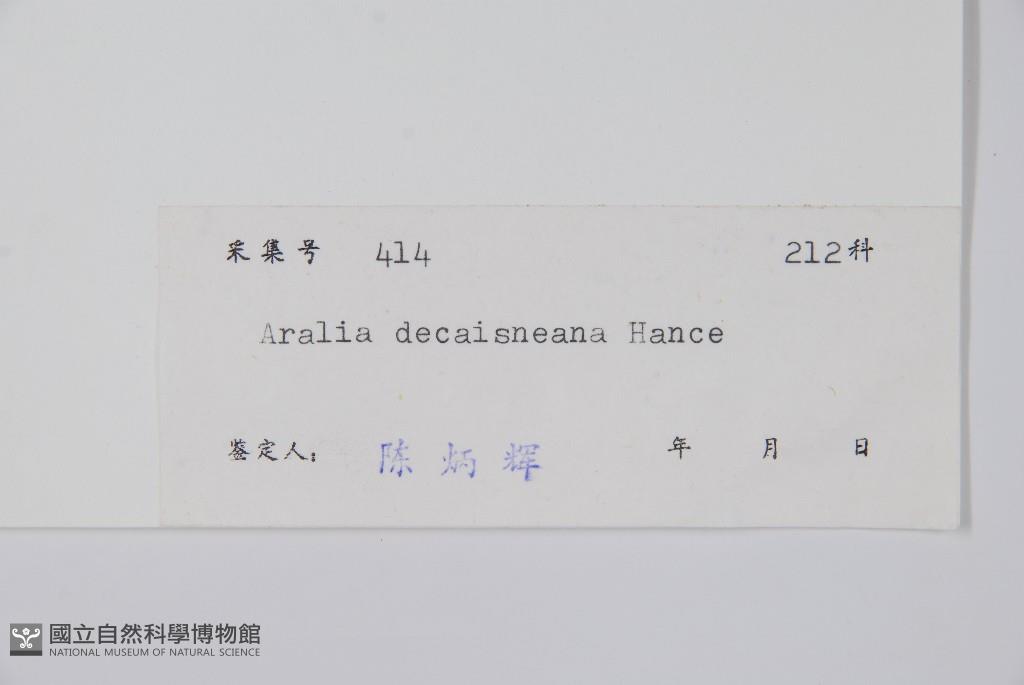 采集号 414 212科
Aralia decaisneana Hance
鉴定人: 陈炳辉 年 月 日
國立自然科學博物館
NATIONAL MUSEUM OF NATURAL SCIENCE